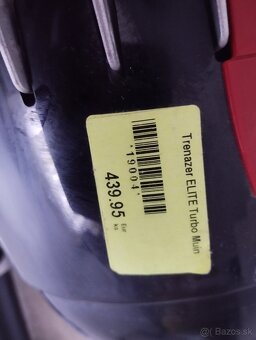 Trenazer ELITE Turbo Muin
*19004*
439.95 Eur
ks
© Bazos.sk